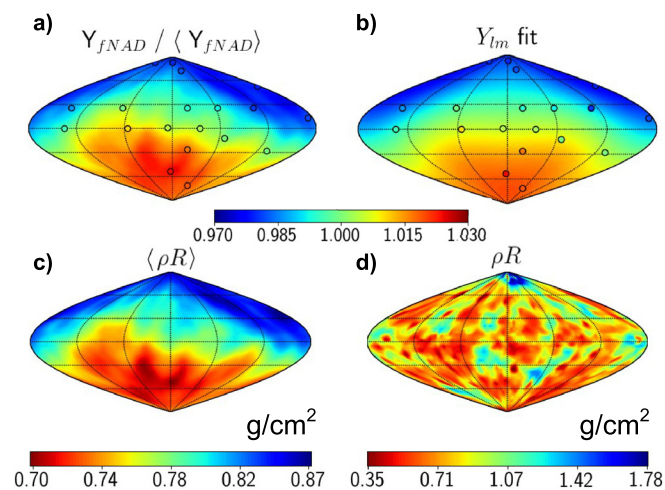 a)
Y_{fNAD} / ⟨ Y_{fNAD}⟩
b)
Y_{lm} fit
0.970 0.985 1.000 1.015 1.030
c)
⟨ρR⟩
d)
ρR
g/cm²
g/cm²
0.70 0.74 0.78 0.82 0.87
0.35 0.71 1.07 1.42 1.78